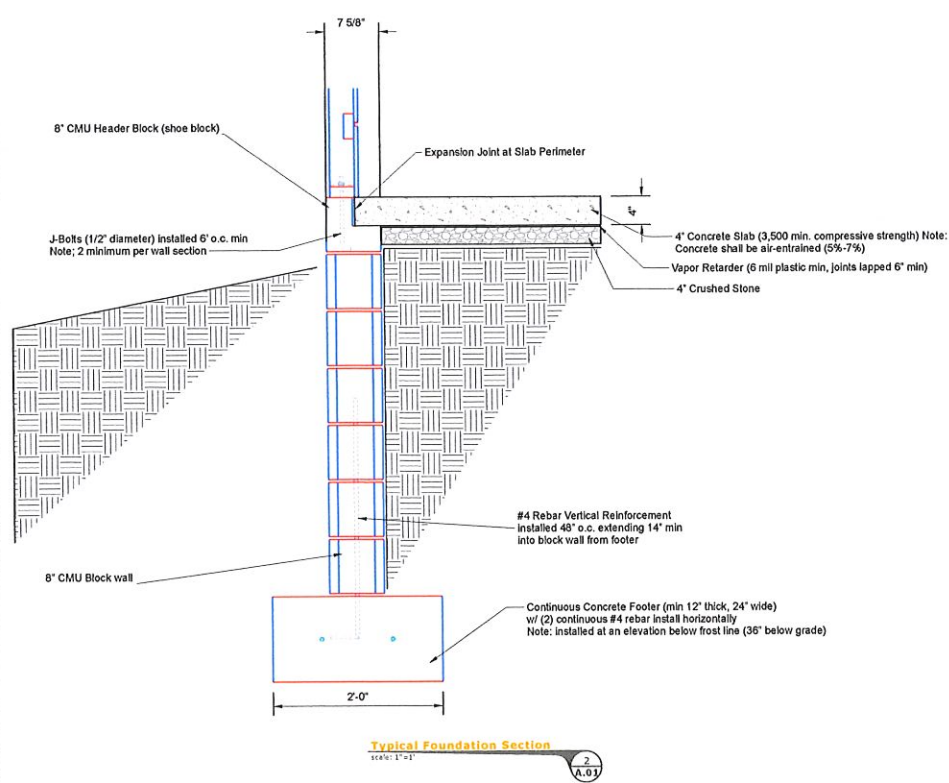 7 5/8"
8" CMU Header Block (shoe block)
Expansion Joint at Slab Perimeter
4"
J-Bolts (1/2" diameter) installed 6' o.c. min
Note; 2 minimum per wall section
4" Concrete Slab (3,500 min. compressive strength) Note:
Concrete shall be air-entrained (5%-7%)
Vapor Retarder (6 mil plastic min, joints lapped 6" min)
4" Crushed Stone
#4 Rebar Vertical Reinforcement
installed 48" o.c. extending 14" min
into block wall from footer
8" CMU Block wall
Continuous Concrete Footer (min 12" thick, 24" wide)
w/ (2) continuous #4 rebar install horizontally
Note: installed at an elevation below frost line (36" below grade)
2'-0"
Typical Foundation Section
scale: 1"=1'
2
A.01